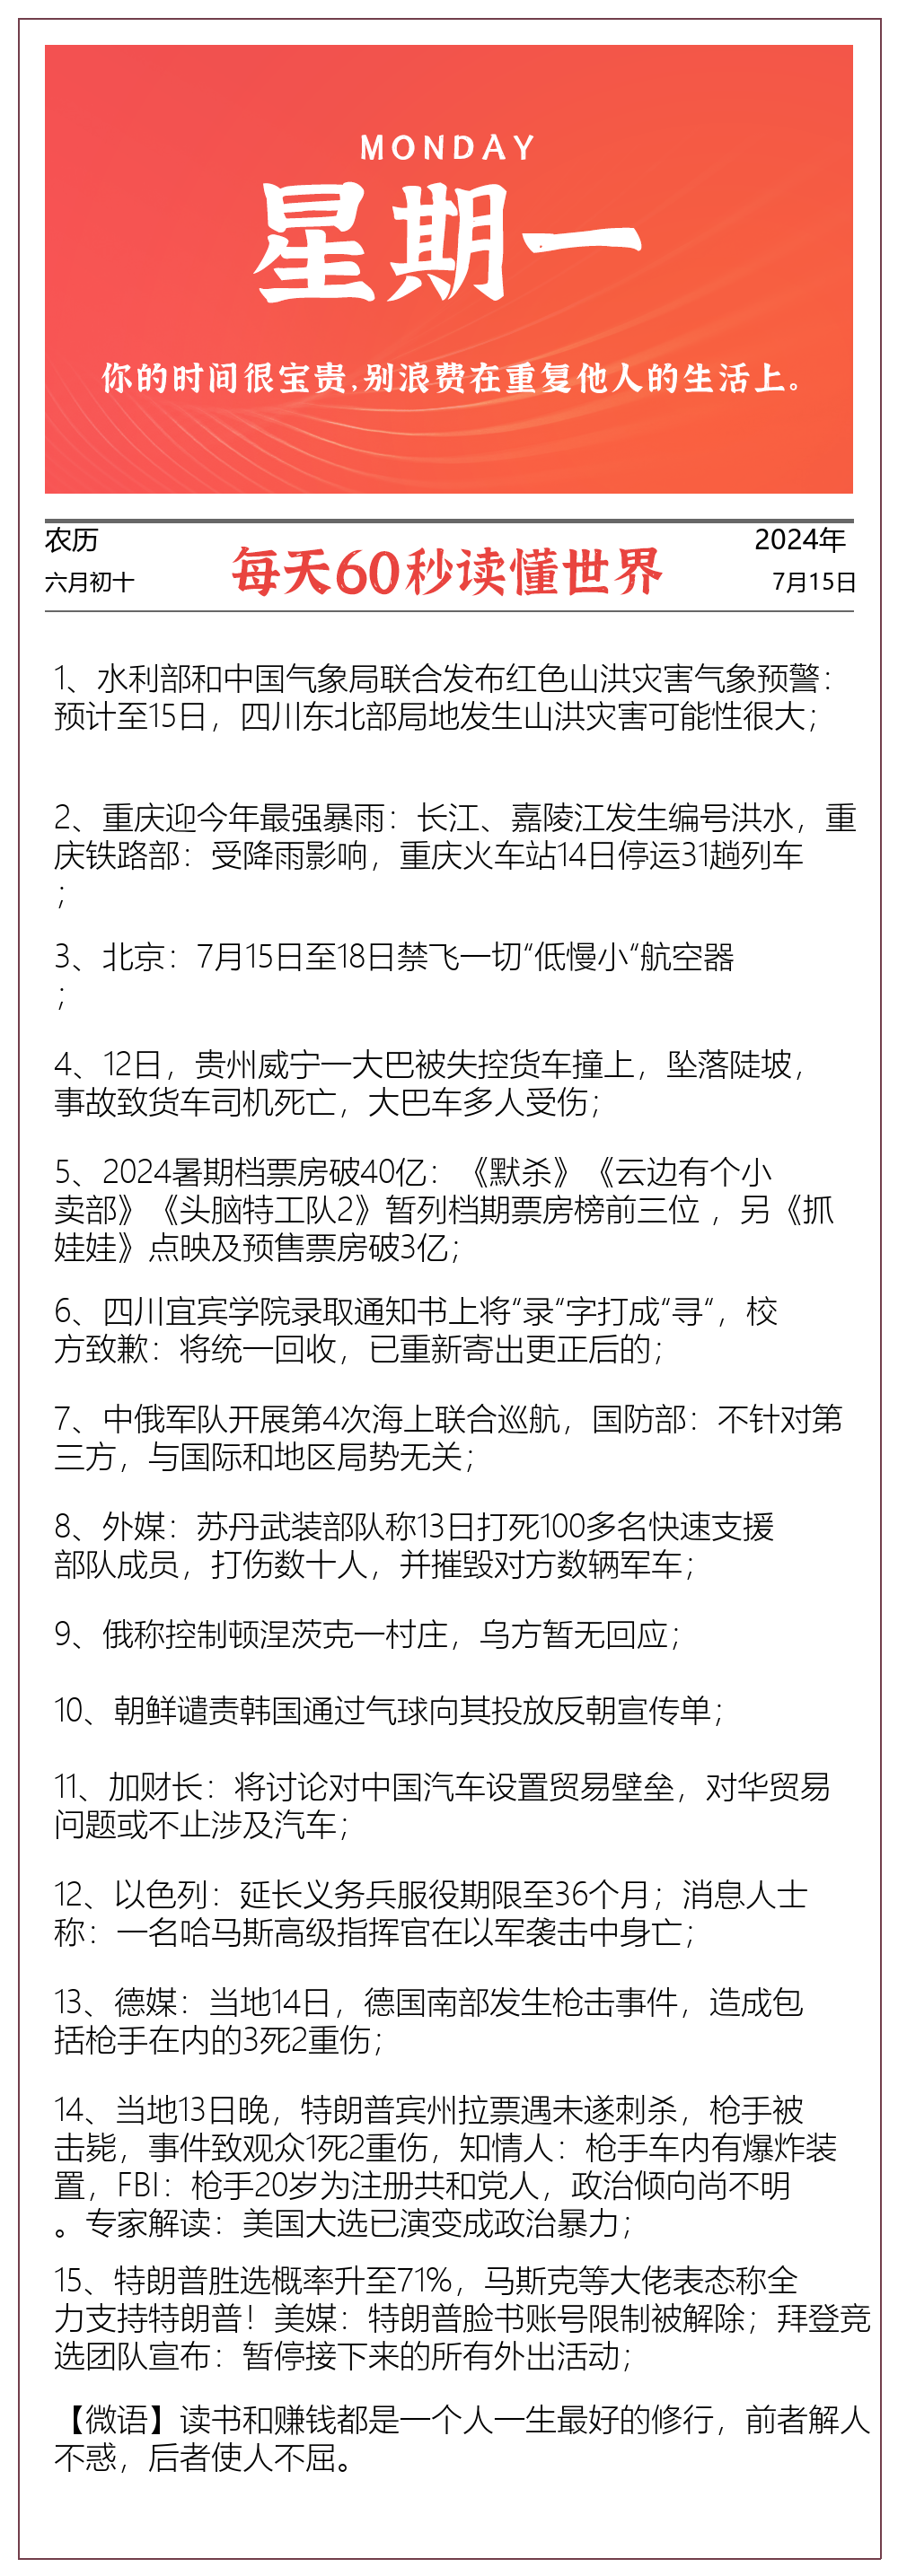 MONDAY
星期一
你的时间很宝贵,别浪费在重复他人的生活上。
农历
2024年
每天60秒读懂世界
六月初十
7月15日
1、水利部和中国气象局联合发布红色山洪灾害气象预警：
预计至15日，四川东北部局地发生山洪灾害可能性很大；
2、重庆迎今年最强暴雨：长江、嘉陵江发生编号洪水，重
庆铁路部：受降雨影响，重庆火车站14日停运31趟列车
；
3、北京：7月15日至18日禁飞一切“低慢小“航空器
；
4、12日，贵州威宁一大巴被失控货车撞上，坠落陡坡，
事故致货车司机死亡，大巴车多人受伤；
5、2024暑期档票房破40亿：《默杀》《云边有个小
卖部》《头脑特工队2》暂列档期票房榜前三位 ，另《抓
娃娃》点映及预售票房破3亿；
6、四川宜宾学院录取通知书上将“录“字打成“寻“，校
方致歉：将统一回收，已重新寄出更正后的；
7、中俄军队开展第4次海上联合巡航，国防部：不针对第
三方，与国际和地区局势无关；
8、外媒：苏丹武装部队称13日打死100多名快速支援
部队成员，打伤数十人，并摧毁对方数辆军车；
9、俄称控制顿涅茨克一村庄，乌方暂无回应；
10、朝鲜谴责韩国通过气球向其投放反朝宣传单；
11、加财长：将讨论对中国汽车设置贸易壁垒，对华贸易
问题或不止涉及汽车；
12、以色列：延长义务兵服役期限至36个月；消息人士
称：一名哈马斯高级指挥官在以军袭击中身亡；
13、德媒：当地14日，德国南部发生枪击事件，造成包
括枪手在内的3死2重伤；
14、当地13日晚，特朗普宾州拉票遇未遂刺杀，枪手被
击毙，事件致观众1死2重伤，知情人：枪手车内有爆炸装
置，FBI：枪手20岁为注册共和党人，政治倾向尚不明
。专家解读：美国大选已演变成政治暴力；
15、特朗普胜选概率升至71%，马斯克等大佬表态称全
力支持特朗普！美媒：特朗普脸书账号限制被解除；拜登竞
选团队宣布：暂停接下来的所有外出活动；
【微语】读书和赚钱都是一个人一生最好的修行，前者解人
不惑，后者使人不屈。